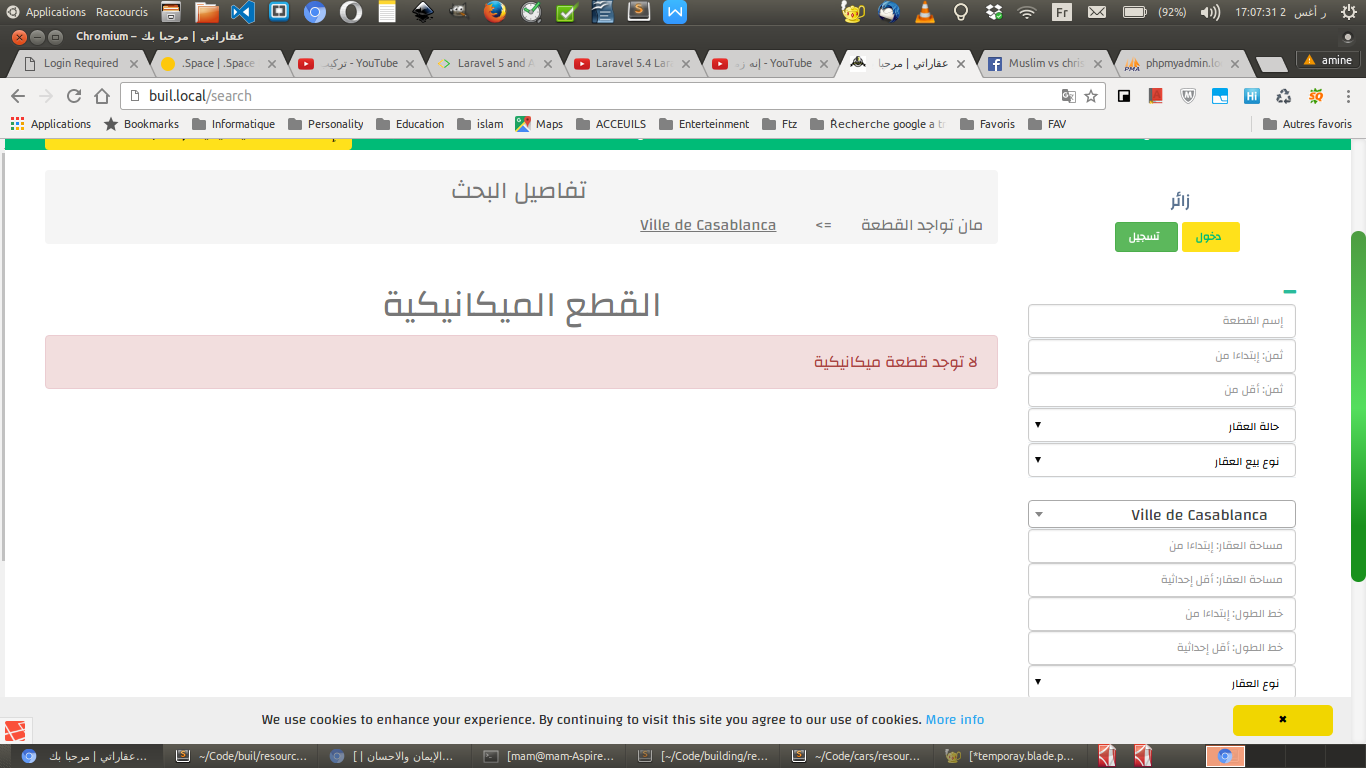 Applications Raccourcis Fr (92%) 17:07:31 2 ر أغس
Chromium – عقاراتي | مرحبا بك
Login Required
.Space | .Space
YouTube - تركيب
Laravel 5 and A
Laravel 5.4 Lan
YouTube - إنه
عقاراتي | مرحبا
Muslim vs chris
phpmyadmin.lo
amine
buil.local/search
Applications Bookmarks Informatique Personality Education islam Maps ACCEUILS Enterteinment Ftz Recherche google a tr Favoris FAV Autres favoris
تفاصيل البحث
مان تواجد القطعة => Ville de Casablanca
القطع الميكانيكية
لا توجد قطعة ميكانيكية
زائر
دخول
تسجيل
إسم القطعة
ثمن: إبتداءا من
ثمن: أقل من
حالة العقار
نوع بيع العقار
Ville de Casablanca
مساحة العقار: إبتداءا من
مساحة العقار: أقل إحداثية
خط الطول: إبتداءا من
خط الطول: أقل إحداثية
نوع العقار
We use cookies to enhance your experience. By continuing to visit this site you agree to our use of cookies. More info
عقاراتي | مرحبا بك...
~/Code/buil/resourc...
[ ] الإيمان والاحسان...
[mam@mam-Aspire...
[~/Code/building/re...
~/Code/cars/resour...
[*temporay.blade.p...